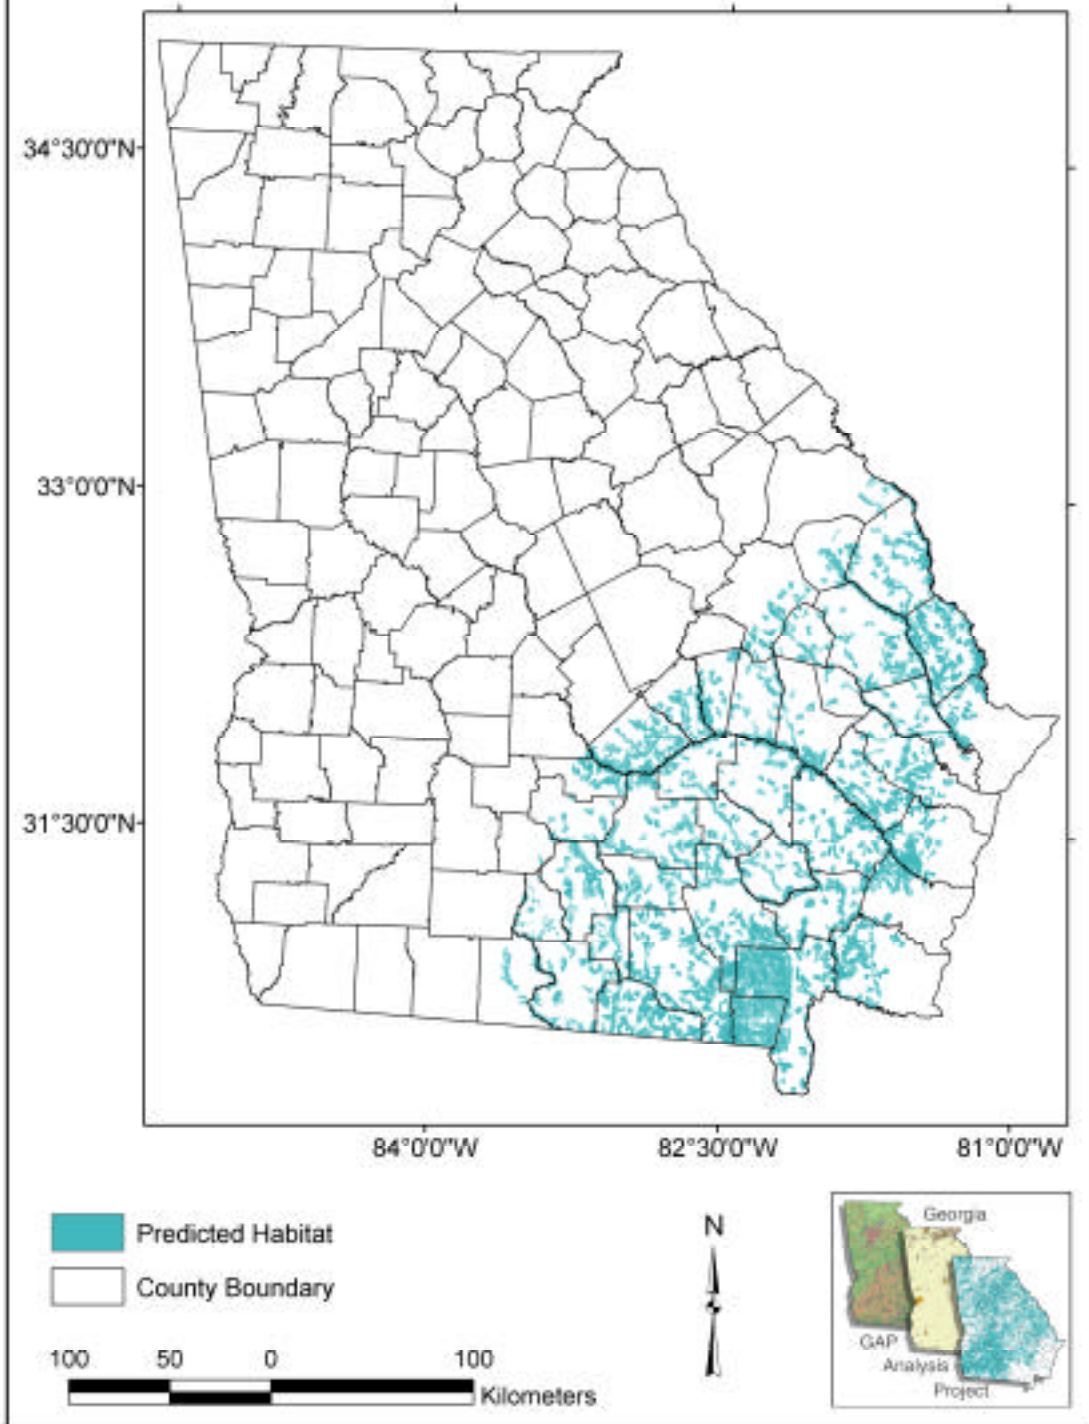 34°30'0"N
33°0'0"N
31°30'0"N
84°0'0"W 82°30'0"W 81°0'0"W
Predicted Habitat
County Boundary
N
100 50 0 100
Kilometers
Georgia
GAP
Analysis
Project